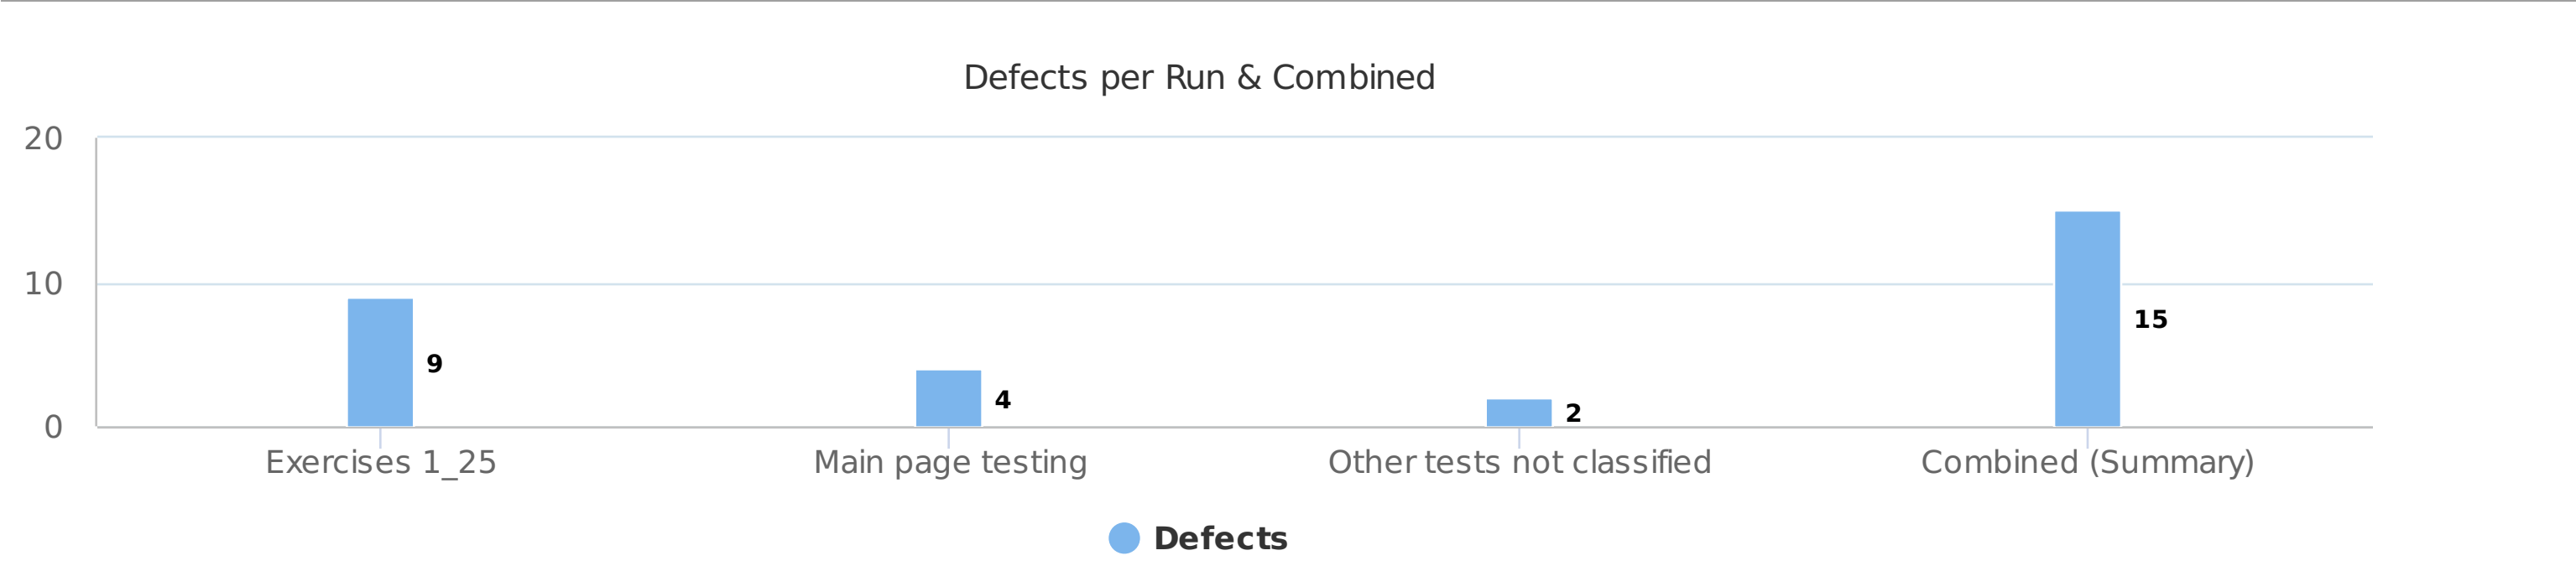 Defects per Run & Combined
20
10
0
9
4
2
15
Exercises 1_25
Main page testing
Other tests not classified
Combined (Summary)
Defects